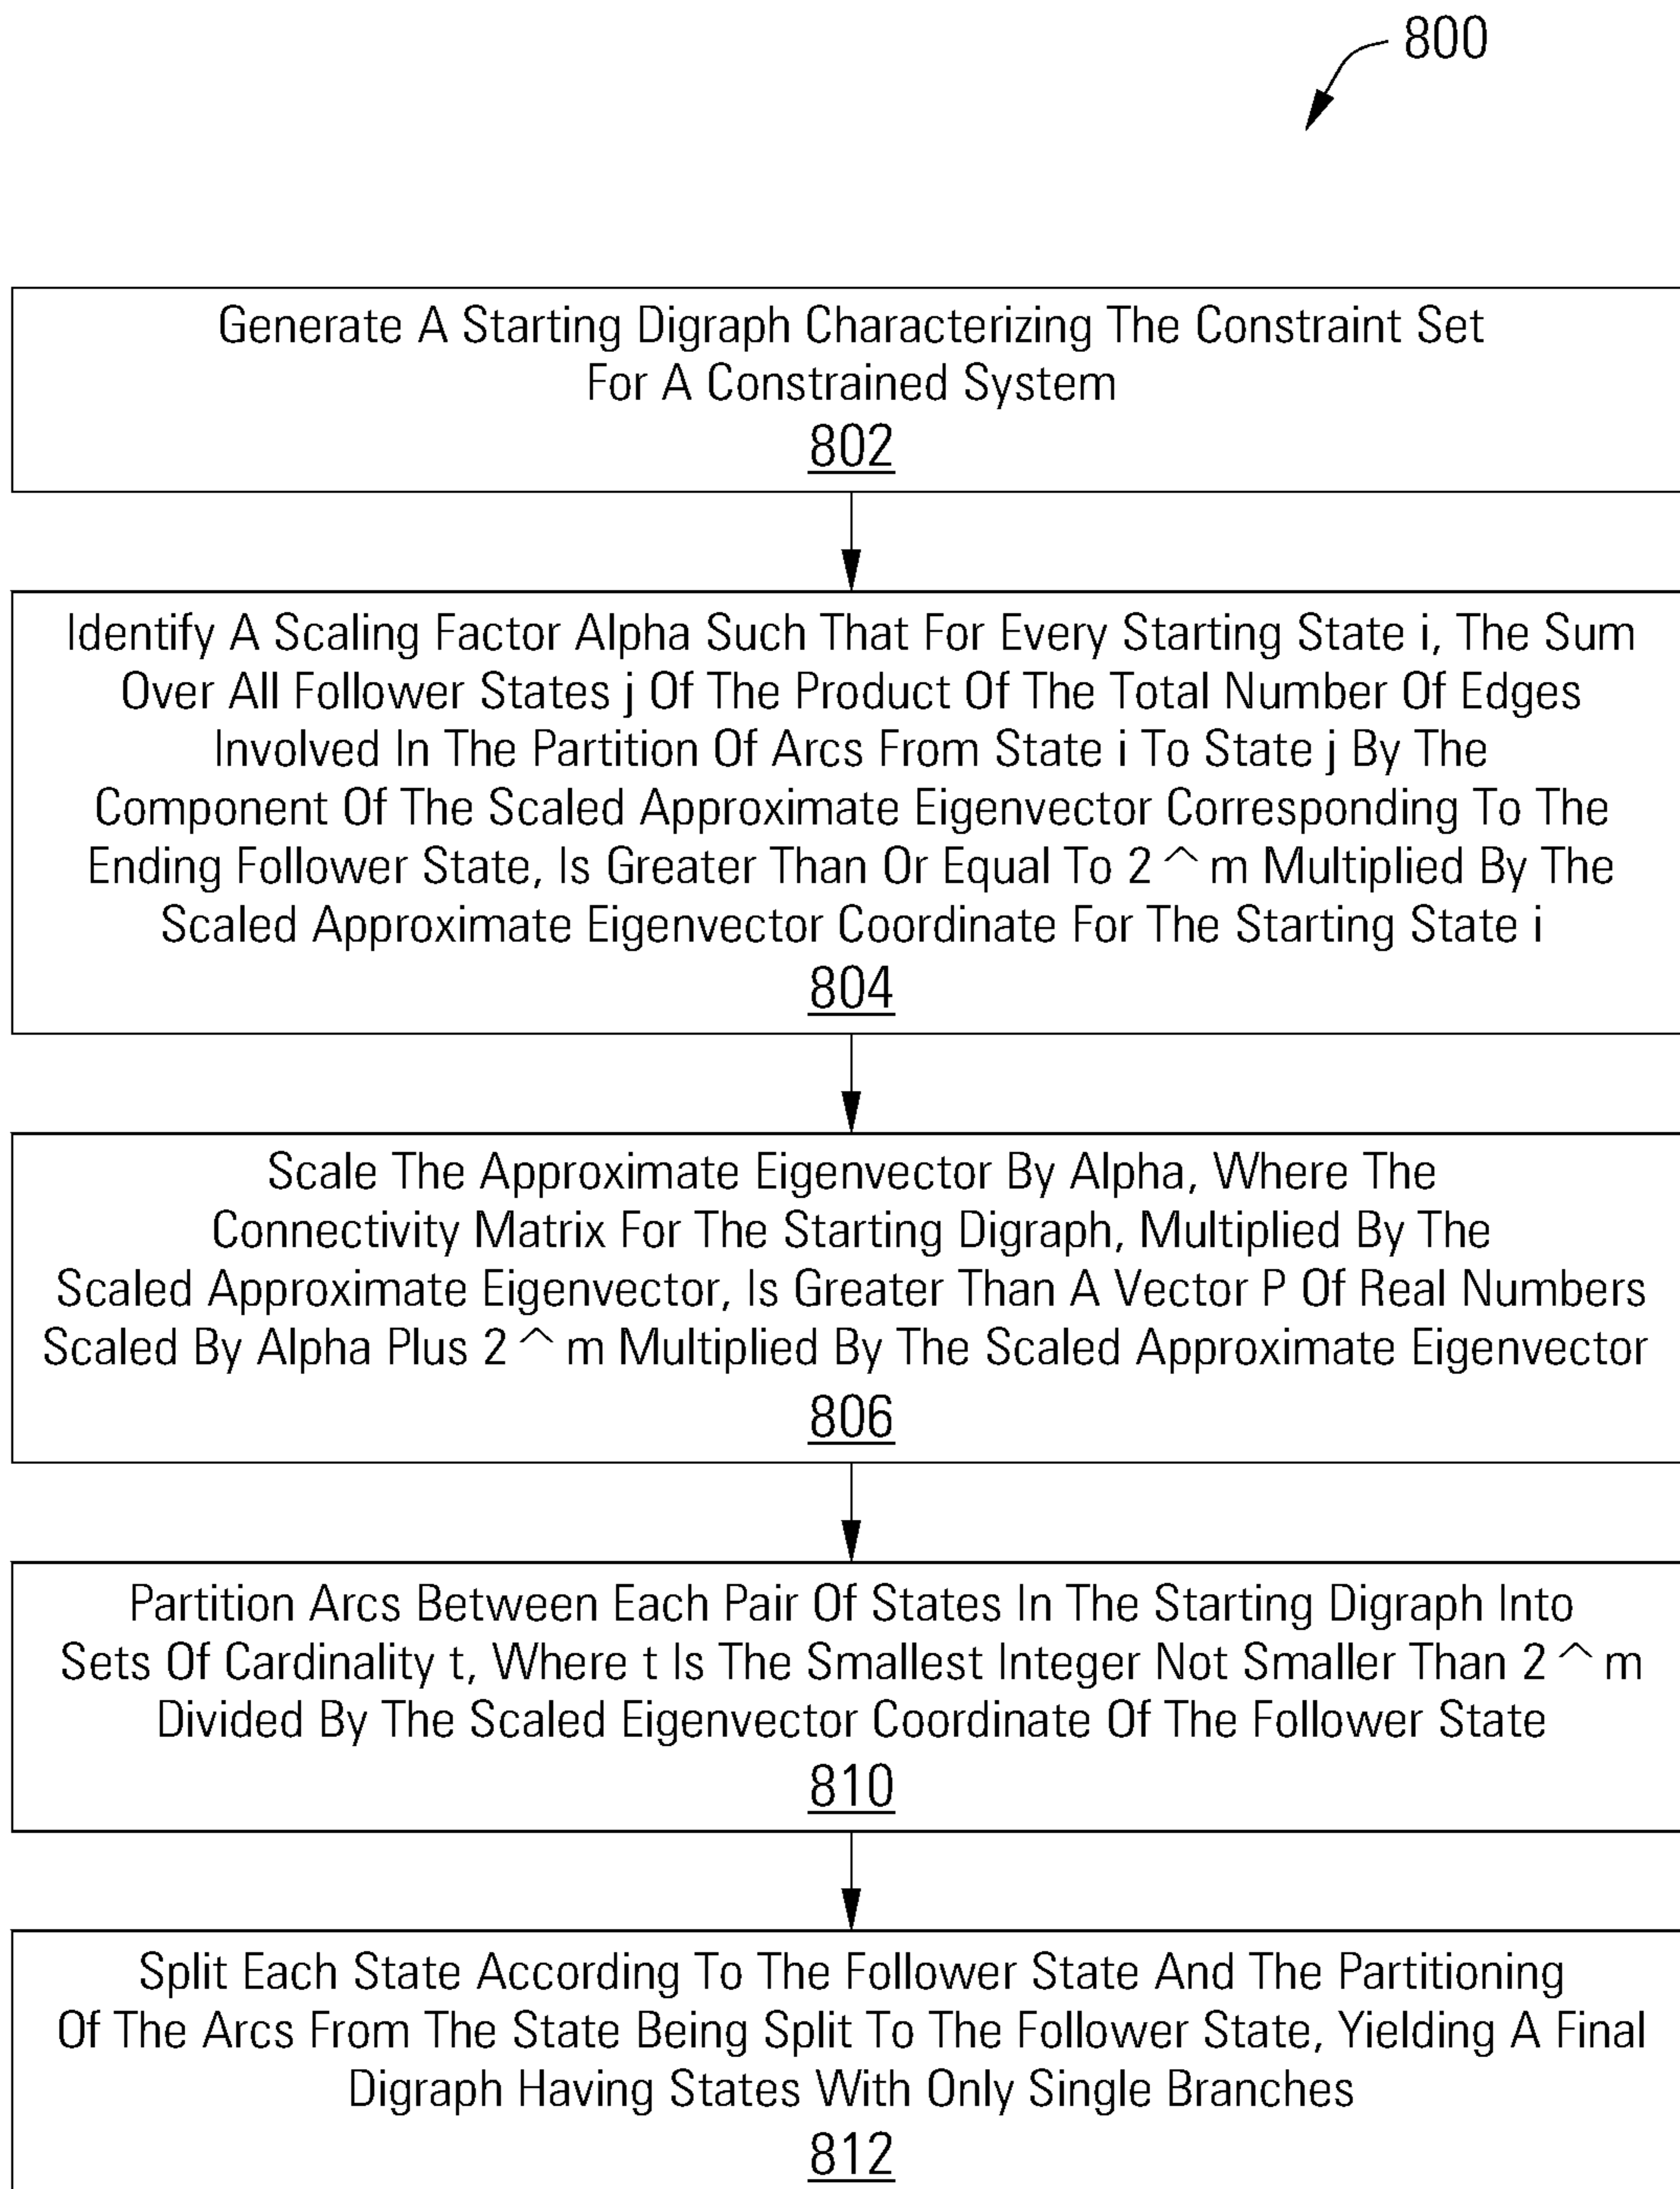 800
Generate A Starting Digraph Characterizing The Constraint Set
For A Constrained System
802
Identify A Scaling Factor Alpha Such That For Every Starting State i, The Sum
Over All Follower States j Of The Product Of The Total Number Of Edges
Involved In The Partition Of Arcs From State i To State j By The
Component Of The Scaled Approximate Eigenvector Corresponding To The
Ending Follower State, Is Greater Than Or Equal To 2 ^ m Multiplied By The
Scaled Approximate Eigenvector Coordinate For The Starting State i
804
Scale The Approximate Eigenvector By Alpha, Where The
Connectivity Matrix For The Starting Digraph, Multiplied By The
Scaled Approximate Eigenvector, Is Greater Than A Vector P Of Real Numbers
Scaled By Alpha Plus 2 ^ m Multiplied By The Scaled Approximate Eigenvector
806
Partition Arcs Between Each Pair Of States In The Starting Digraph Into
Sets Of Cardinality t, Where t Is The Smallest Integer Not Smaller Than 2 ^ m
Divided By The Scaled Eigenvector Coordinate Of The Follower State
810
Split Each State According To The Follower State And The Partitioning
Of The Arcs From The State Being Split To The Follower State, Yielding A Final
Digraph Having States With Only Single Branches
812